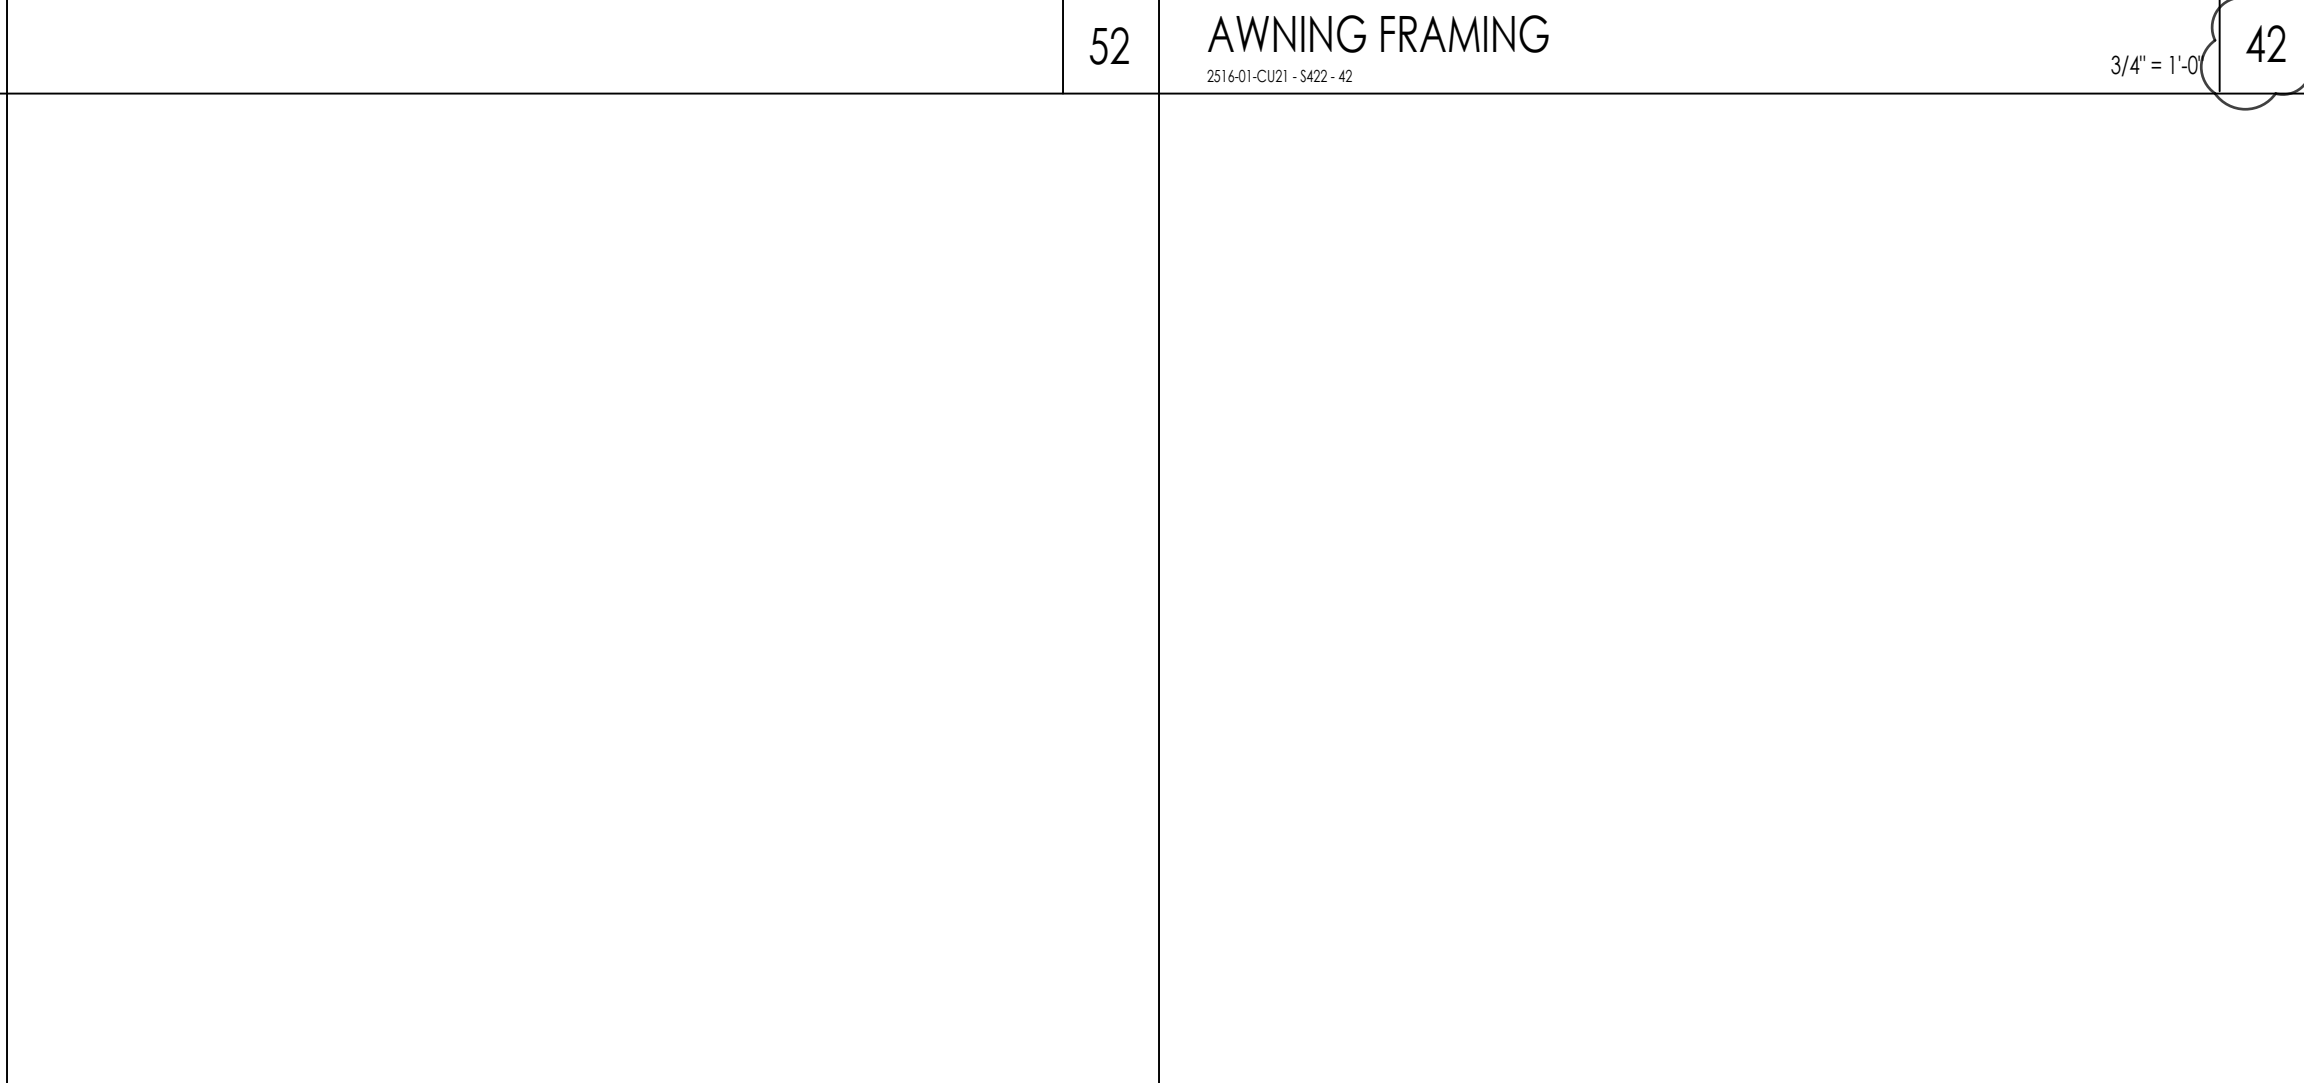 52
AWNING FRAMING
2516-01-CU21 - S422 - 42
3/4" = 1'-0"
42